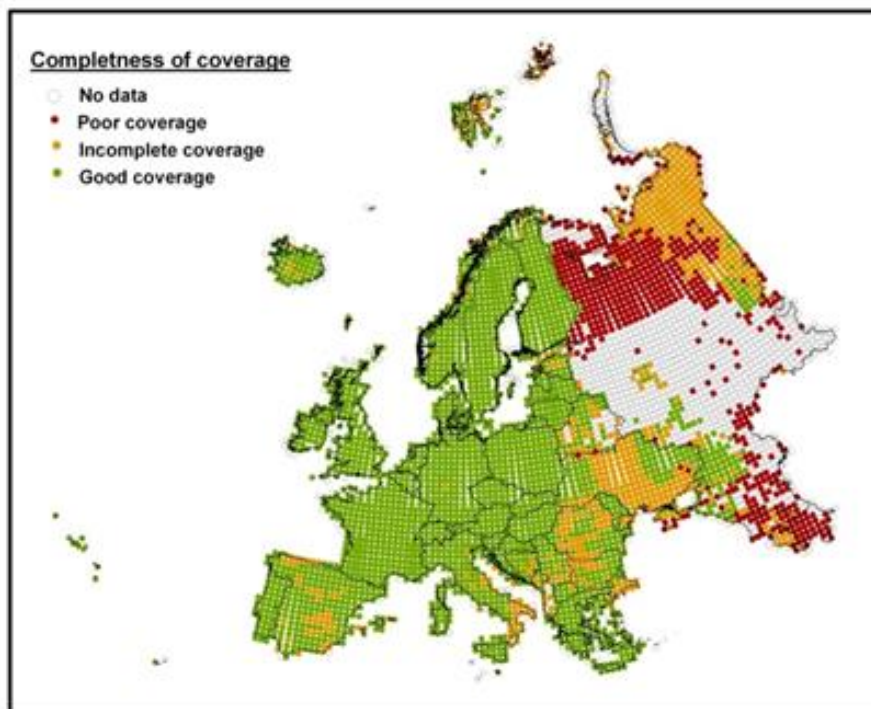 Completness of coverage
No data
Poor coverage
Incomplete coverage
Good coverage